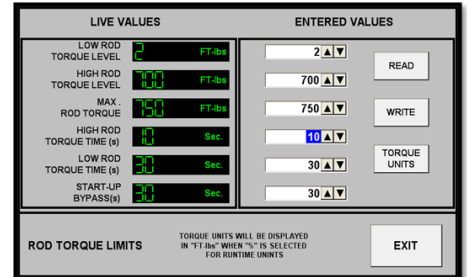 LIVE VALUES
ENTERED VALUES
LOW ROD
TORQUE LEVEL
2 FT-lbs
2
READ
HIGH ROD
TORQUE LEVEL
700 FT-lbs
700
MAX .
ROD TORQUE
750 FT-lbs
750
WRITE
HIGH ROD
TORQUE TIME (s)
10 Sec.
10
LOW ROD
TORQUE TIME (s)
30 Sec.
30
TORQUE
UNITS
START-UP
BYPASS(s)
30 Sec.
30
ROD TORQUE LIMITS
TORQUE UNITS WILL BE DISPLAYED
IN "FT-lbs" WHEN "%" IS SELECTED
FOR RUNTIME UNINTS
EXIT